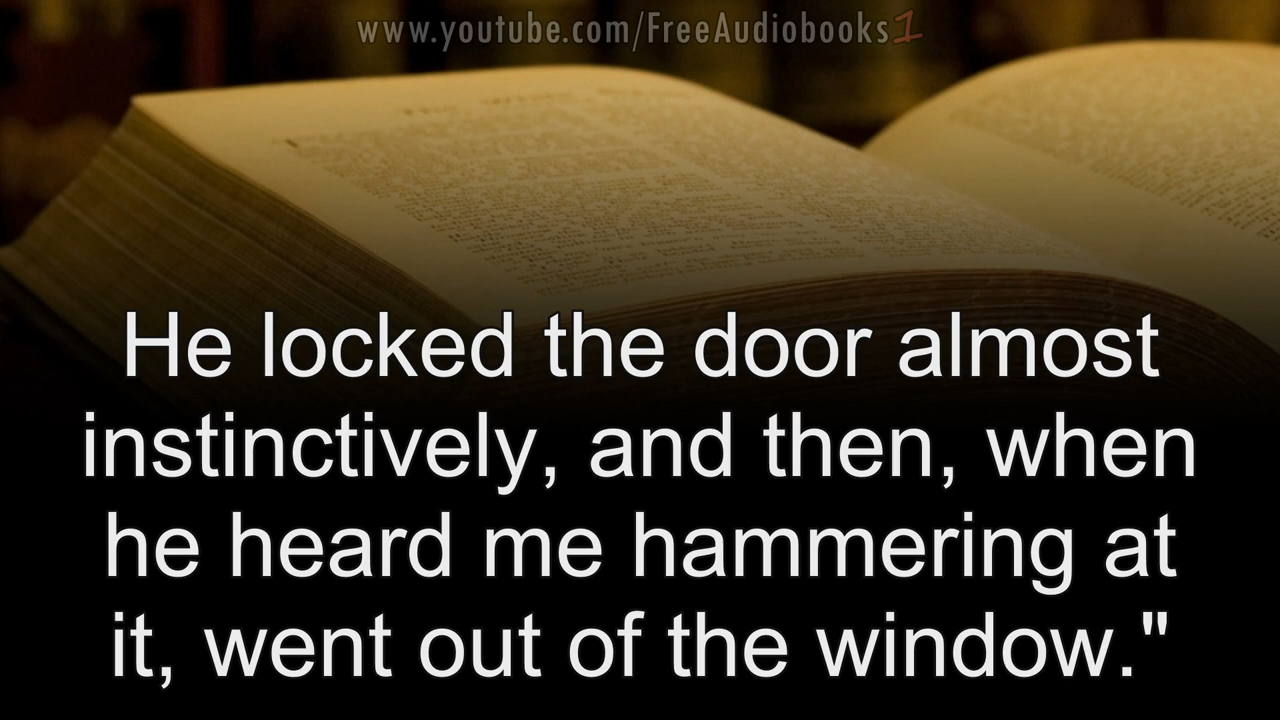 www.youtube.com/FreeAudiobooks1
He locked the door almost
instinctively, and then, when
he heard me hammering at
it, went out of the window."